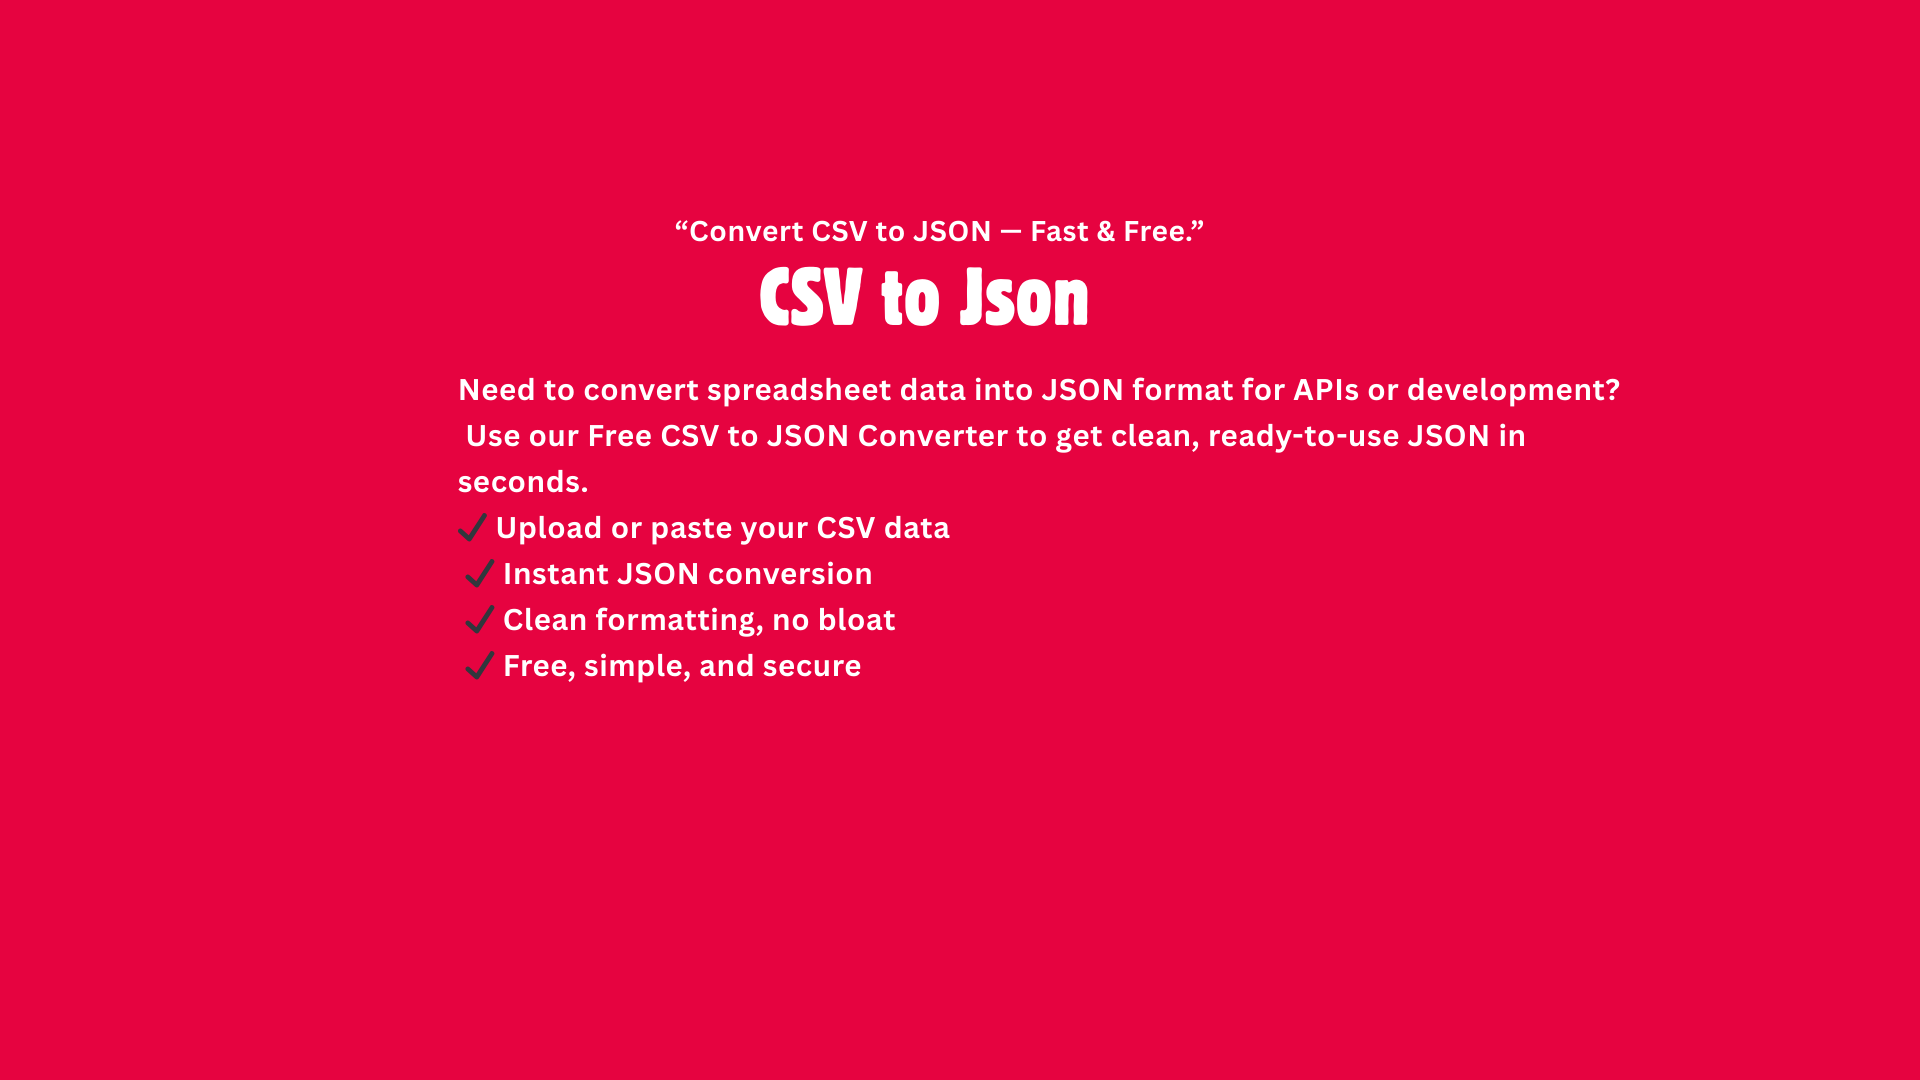 “Convert CSV to JSON — Fast & Free.”
CSV to Json
Need to convert spreadsheet data into JSON format for APIs or development?
Use our Free CSV to JSON Converter to get clean, ready-to-use JSON in
seconds.
✔ Upload or paste your CSV data
✔ Instant JSON conversion
✔ Clean formatting, no bloat
✔ Free, simple, and secure